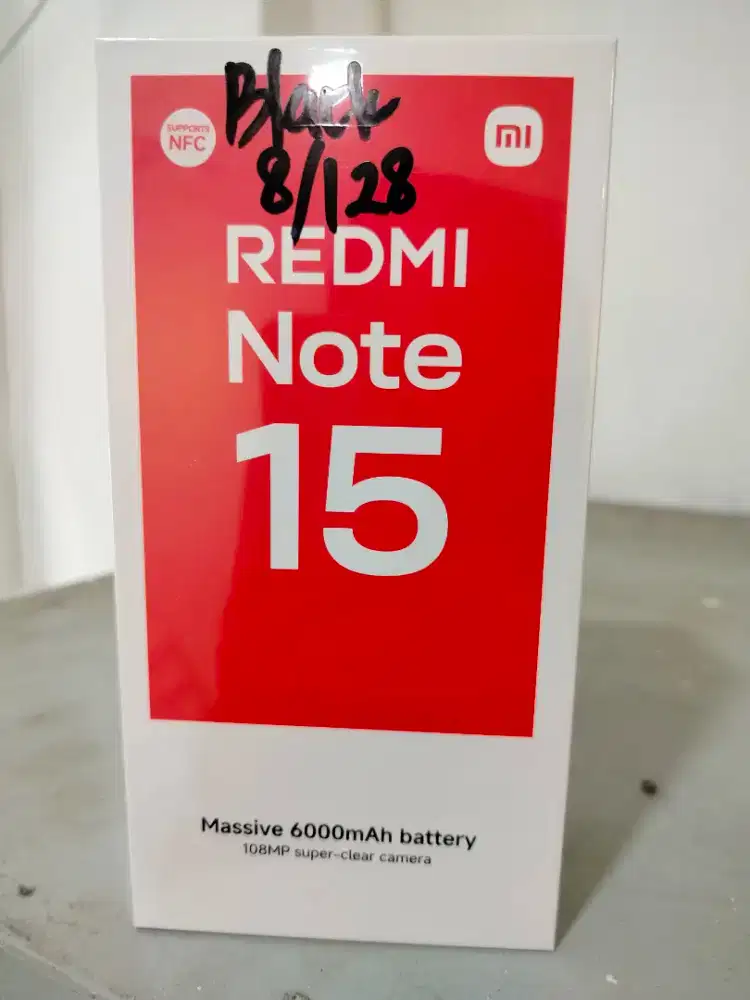 Black
8/128
SUPPORTS
NFC
mi
REDMI
Note
15
Massive 6000mAh battery
108MP super-clear camera